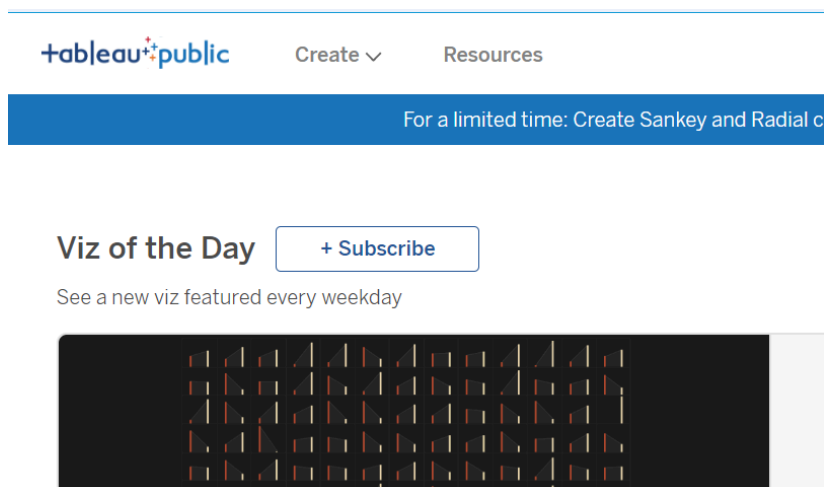 +ableau public
Create
Resources
For a limited time: Create Sankey and Radial c
Viz of the Day
+ Subscribe
See a new viz featured every weekday